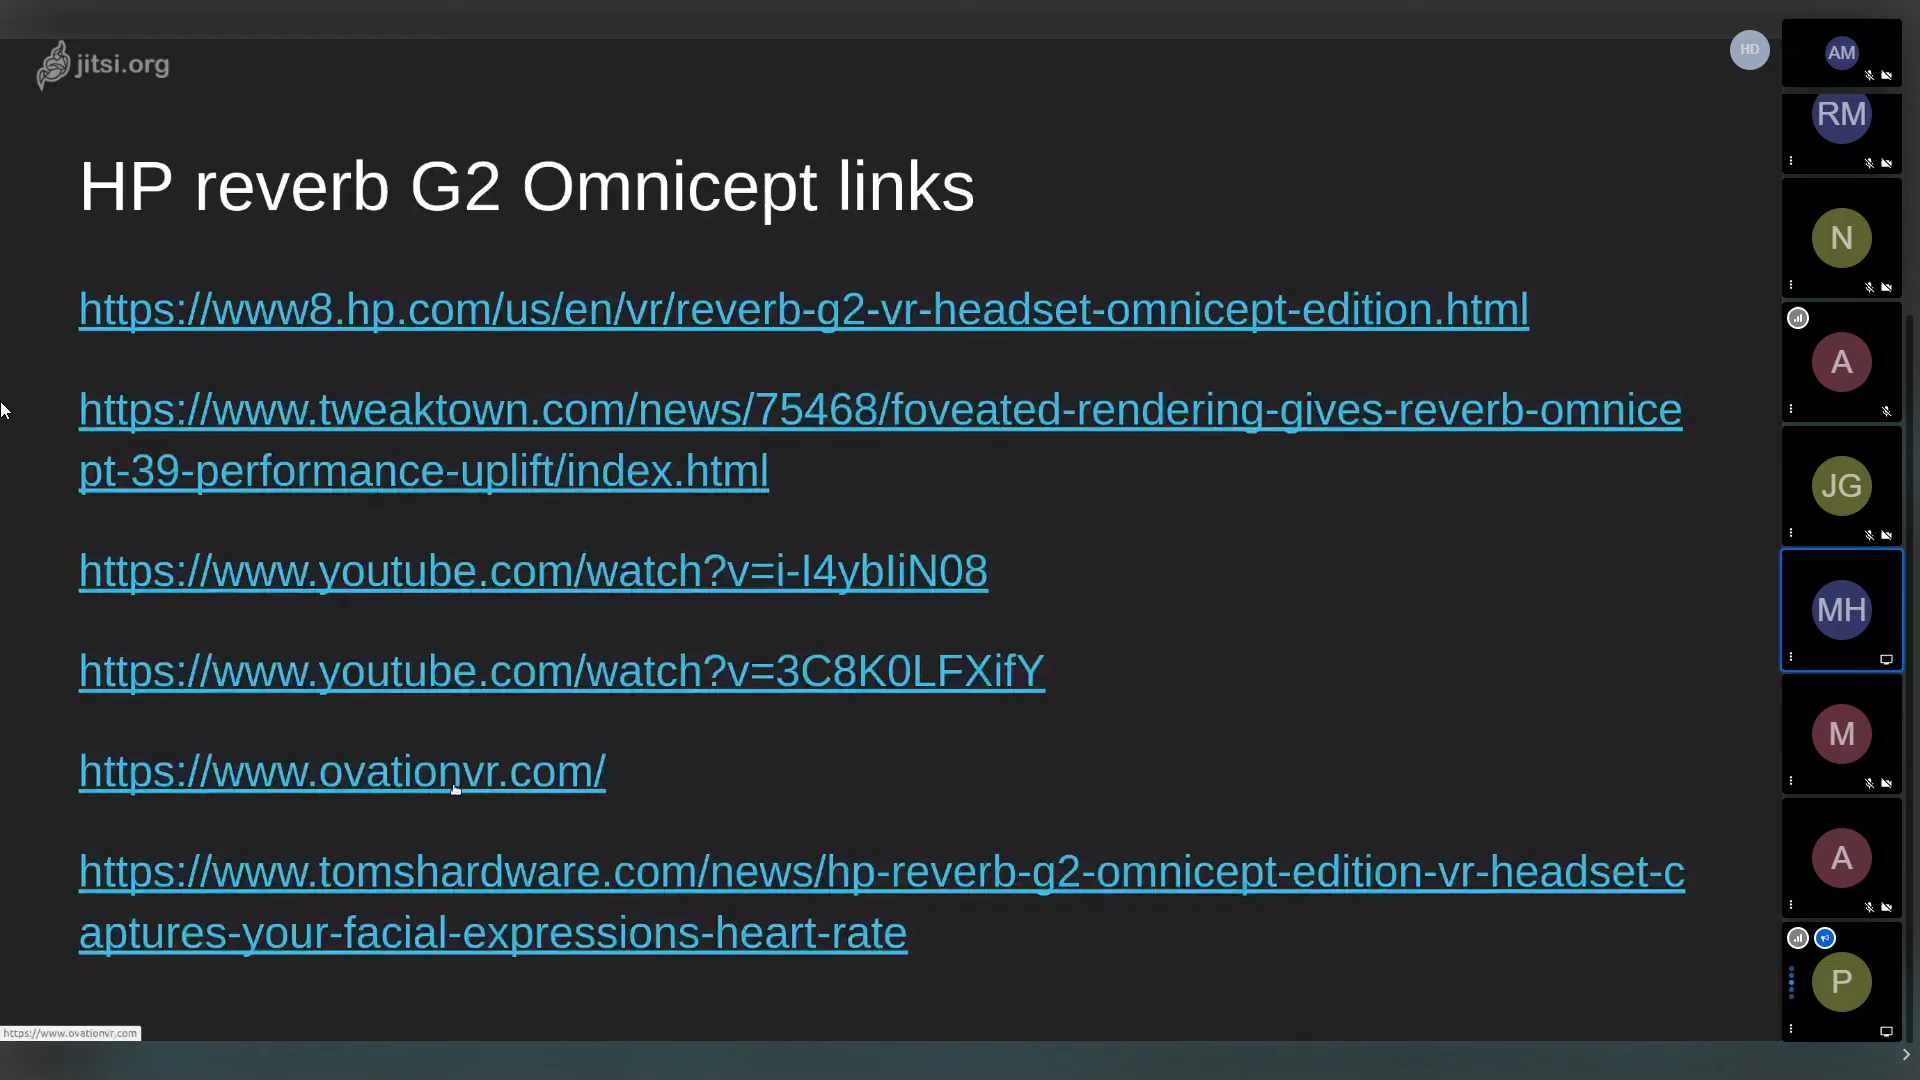 jitsi.org
HD
AM
HP reverb G2 Omnicept links
https://www8.hp.com/us/en/vr/reverb-g2-vr-headset-omnicept-edition.html
https://www.tweaktown.com/news/75468/foveated-rendering-gives-reverb-omnice
pt-39-performance-uplift/index.html
https://www.youtube.com/watch?v=i-I4ybIiN08
https://www.youtube.com/watch?v=3C8K0LFXifY
https://www.ovationvr.com/
https://www.tomshardware.com/news/hp-reverb-g2-omnicept-edition-vr-headset-c
aptures-your-facial-expressions-heart-rate
https://www.ovationvr.com
RM
N
A
JG
MH
M
A
P